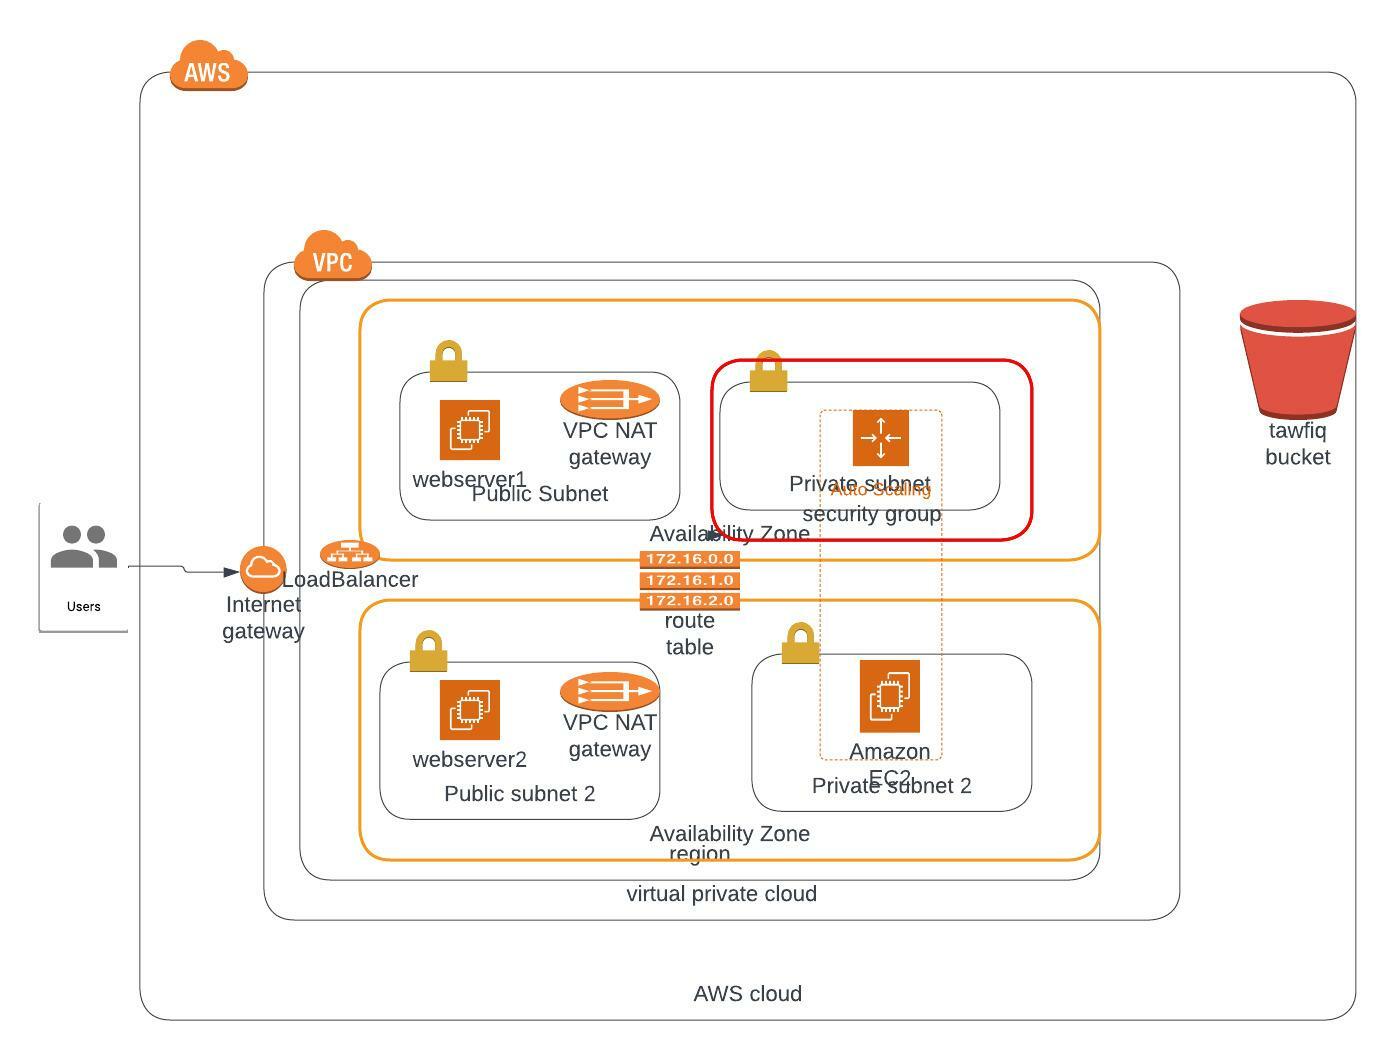 AWS
VPC
webserver1
Public Subnet
VPC NAT
gateway
Private subnet
Auto Scaling
security group
tawfiq
bucket
Availability Zone
172.16.0.0
172.16.1.0
172.16.2.0
route
table
Users
Internet
gateway
LoadBalancer
webserver2
VPC NAT
gateway
Public subnet 2
Amazon
EC2
Private subnet 2
Availability Zone
region
virtual private cloud
AWS cloud